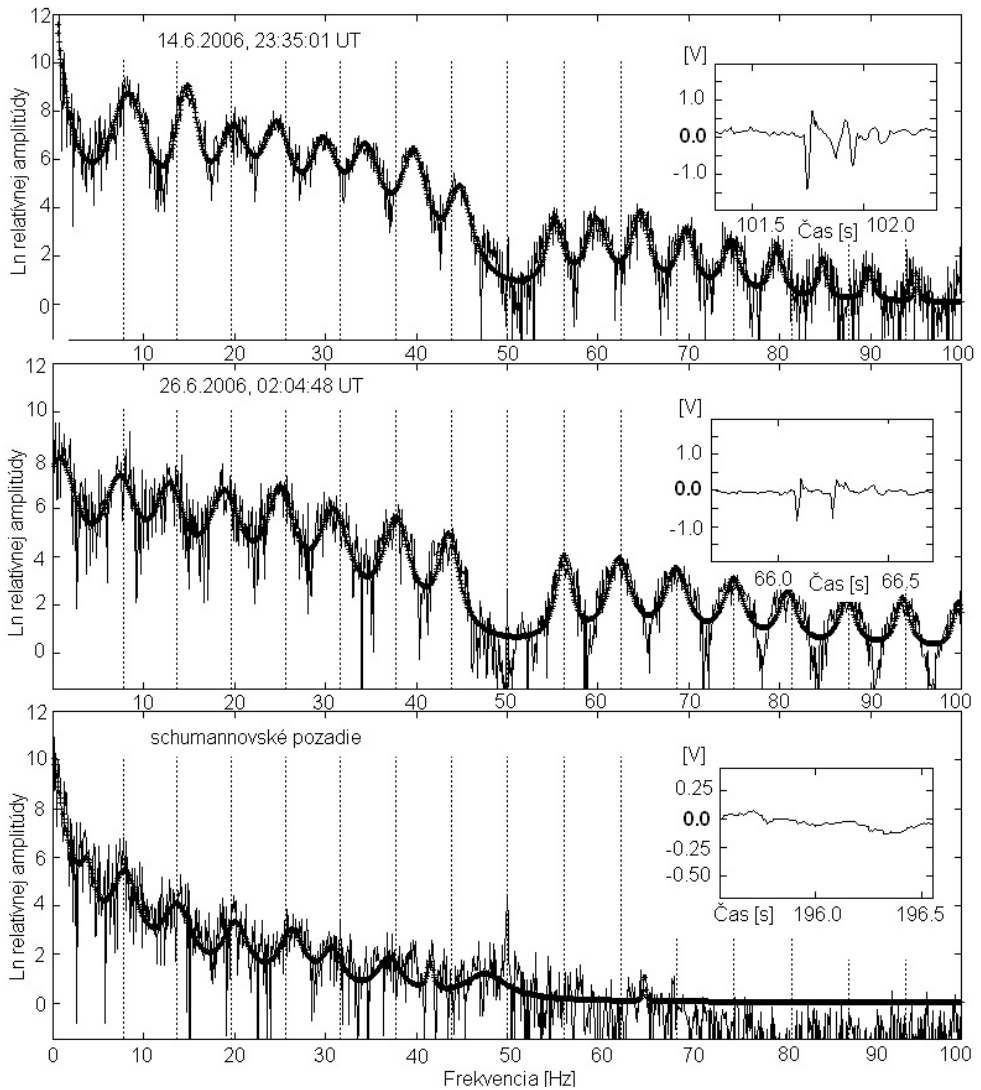 12
10
8
6
4
2
0
Ln relatívnej amplitúdy
14.6.2006, 23:35:01 UT
[V]
1.0
0.0
-1.0
101.5 Čas [s] 102.0
10 20 30 40 50 60 70 80 90 100
12
10
8
6
4
2
0
Ln relatívnej amplitúdy
26.6.2006, 02:04:48 UT
[V]
1.0
0.0
-1.0
66.0 Čas [s] 66.5
10 20 30 40 50 60 70 80 90 100
12
10
8
6
4
2
0
Ln relatívnej amplitúdy
schumannovské pozadie
[V]
0.25
0.0
-0.25
-0.50
Čas [s] 196.0 196.5
0 10 20 30 40 50 60 70 80 90 100
Frekvencia [Hz]